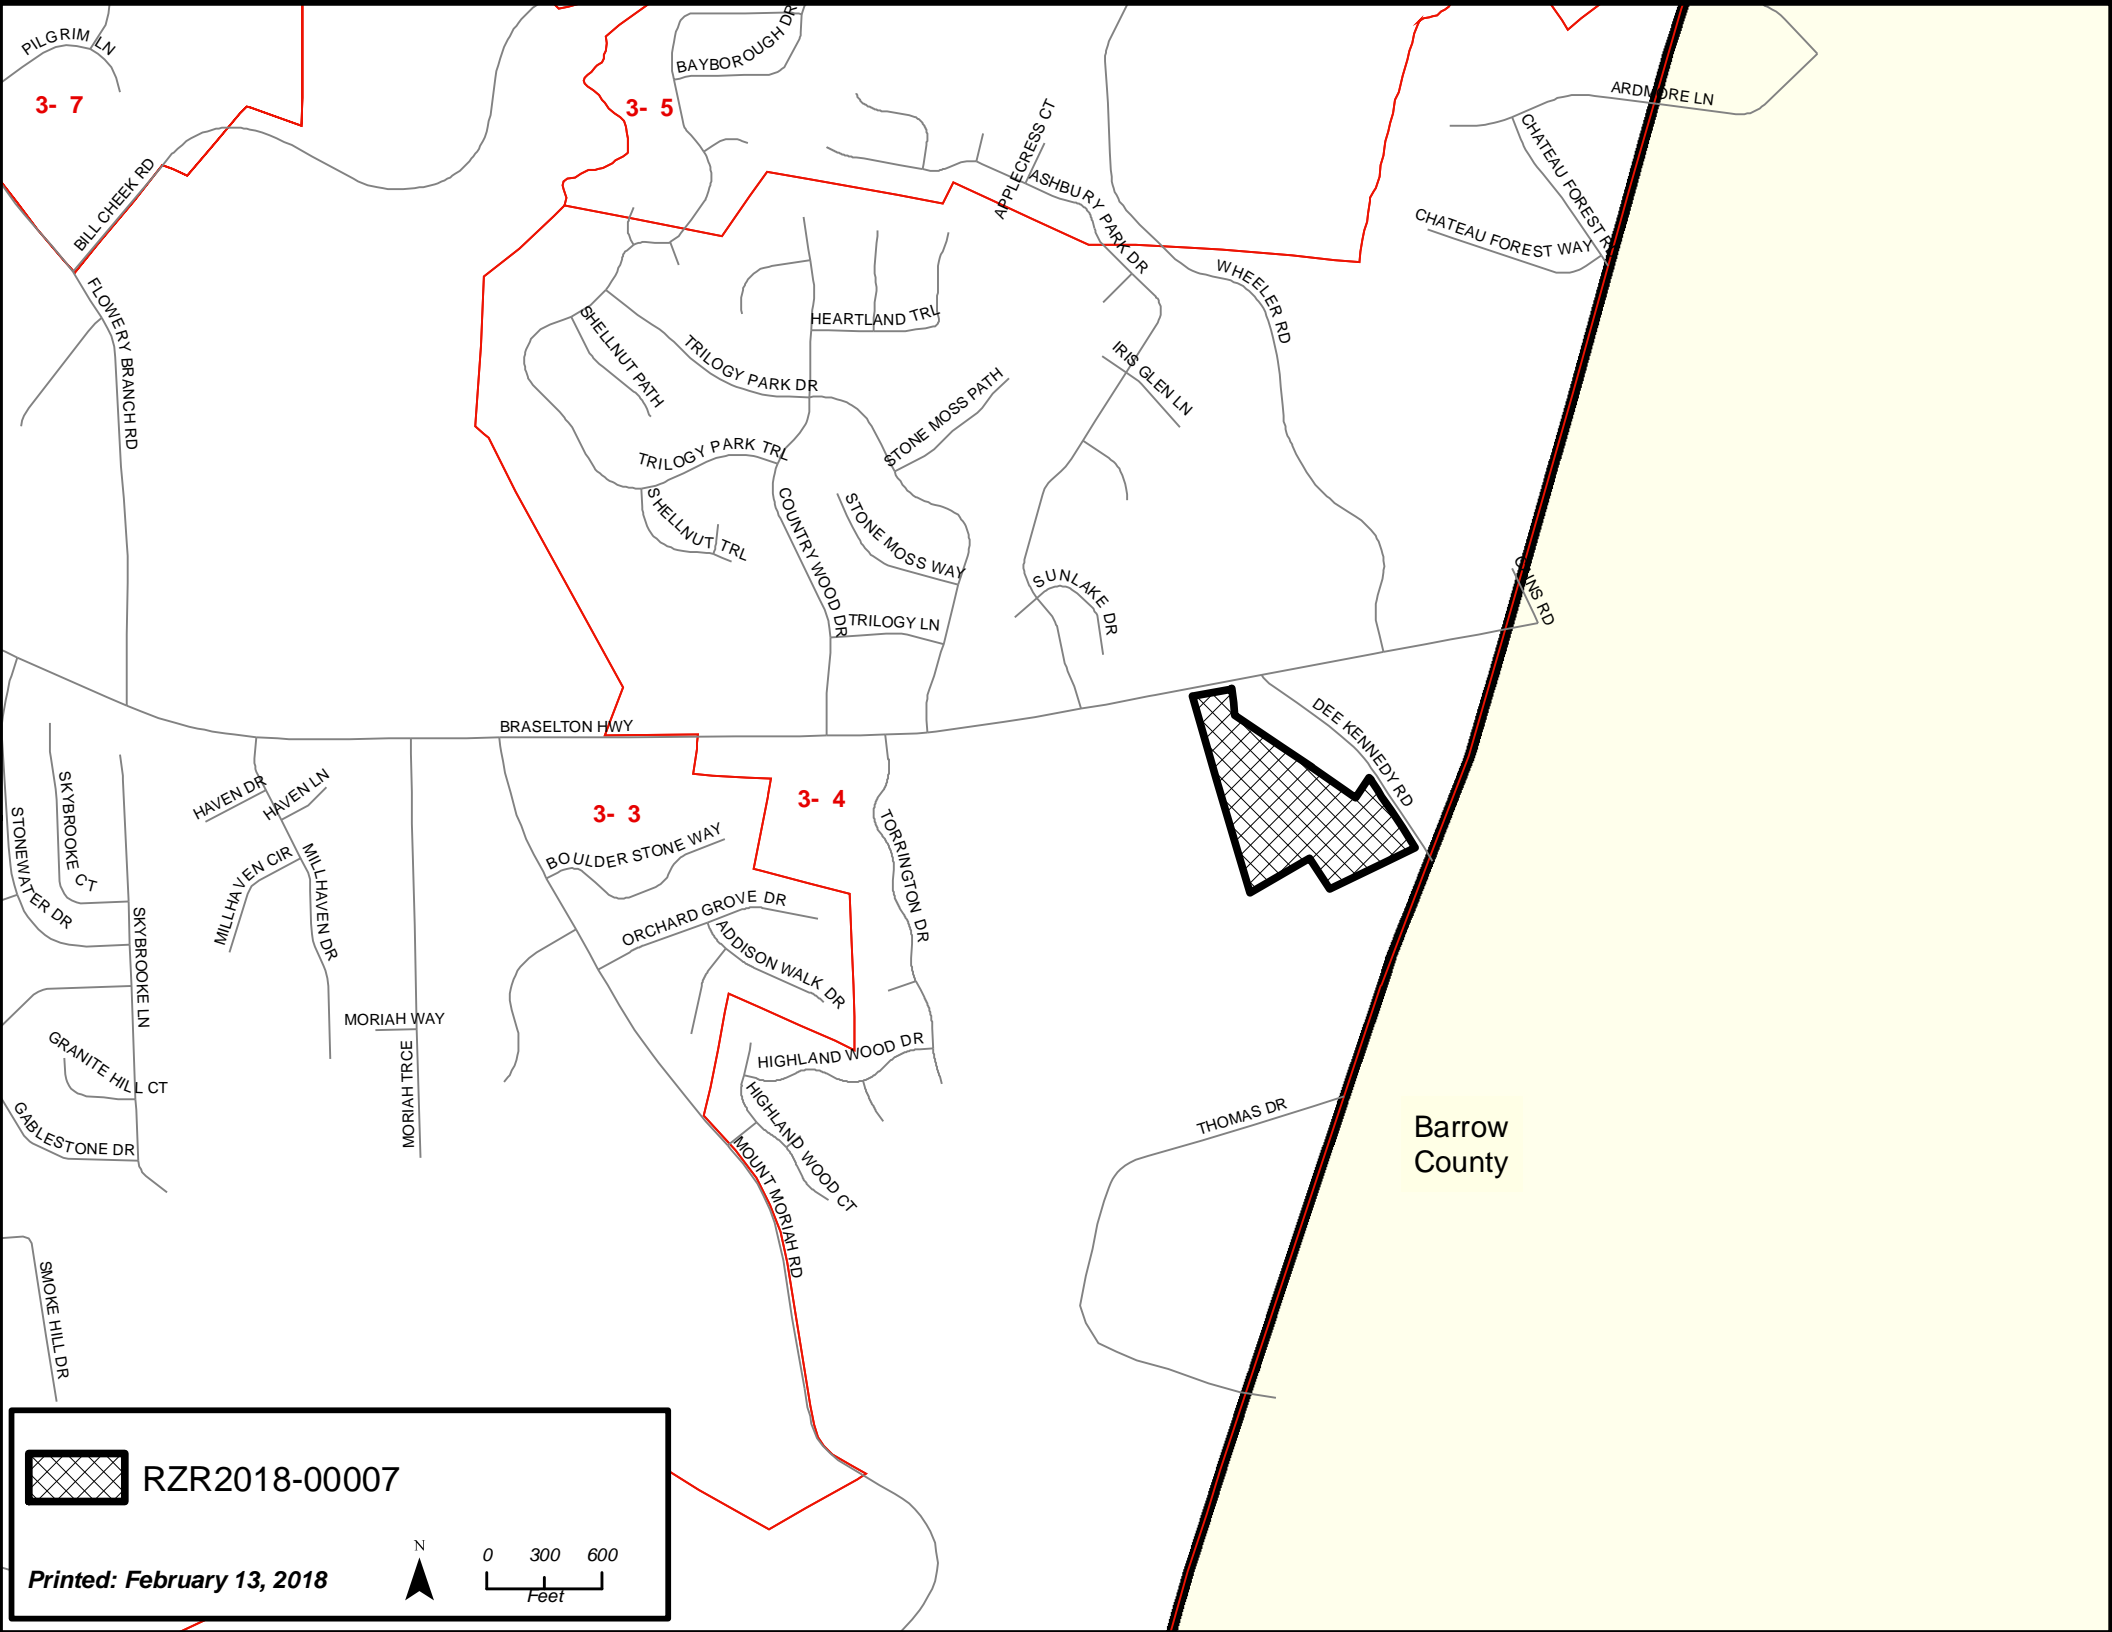 PILGRIM LN
BAYBOROUGH DR
3- 7
3- 5
ARDMORE LN
APPLECRESS CT
CHATEAU FOREST R
BILL CHEEK RD
ASHBURY PARK DR
CHATEAU FOREST WAY
WHEELER RD
FLOWERY BRANCH RD
SHELLNUT PATH
HEARTLAND TRL
TRILOGY PARK DR
IRIS GLEN LN
STONE MOSS PATH
TRILOGY PARK TRL
SHELLNUT TRL
COUNTRY WOOD DR
STONE MOSS WAY
SUNLAKE DR
TRILOGY LN
BRASELTON HWY
DEE KENNEDY RD
SKYBROOKE CT
HAVEN DR
HAVEN LN
3- 3
3- 4
STONEWATER DR
MILLHAVEN CIR
MILLHAVEN DR
BOULDER STONE WAY
TORRINGTON DR
SKYBROOKE LN
ORCHARD GROVE DR
ADDISON WALK DR
MORIAH WAY
MORIAH TRCE
GRANITE HILL CT
HIGHLAND WOOD DR
GABLESTONE DR
HIGHLAND WOOD CT
MOUNT MORIAH RD
THOMAS DR
Barrow
County
SMOKE HILL DR
RZR2018-00007
N
0 300 600
Feet
Printed: February 13, 2018